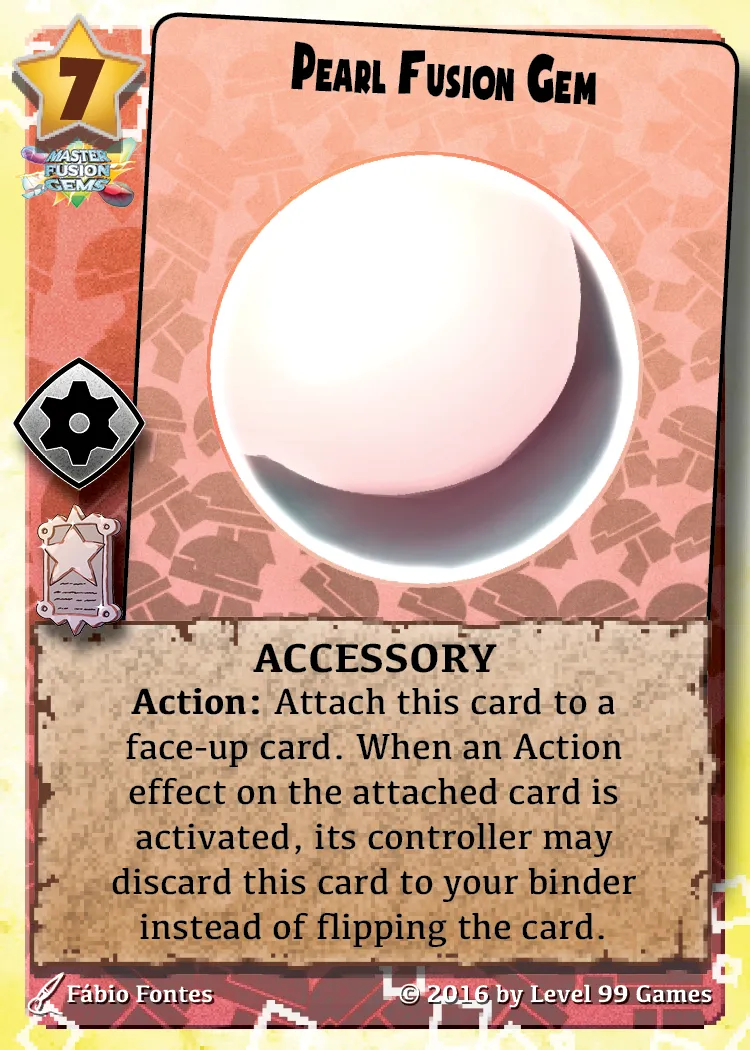 Pearl Fusion Gem
7
MASTER
FUSION
GEMS
ACCESSORY
Action: Attach this card to a
face-up card. When an Action
effect on the attached card is
activated, its controller may
discard this card to your binder
instead of flipping the card.
Fábio Fontes
© 2016 by Level 99 Games